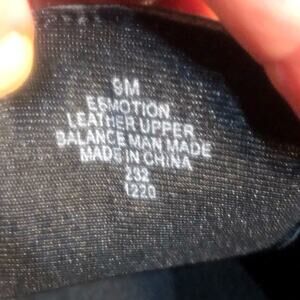 9M
ESMOTION
LEATHER UPPER
BALANCE MAN MADE
MADE IN CHINA
232
1220